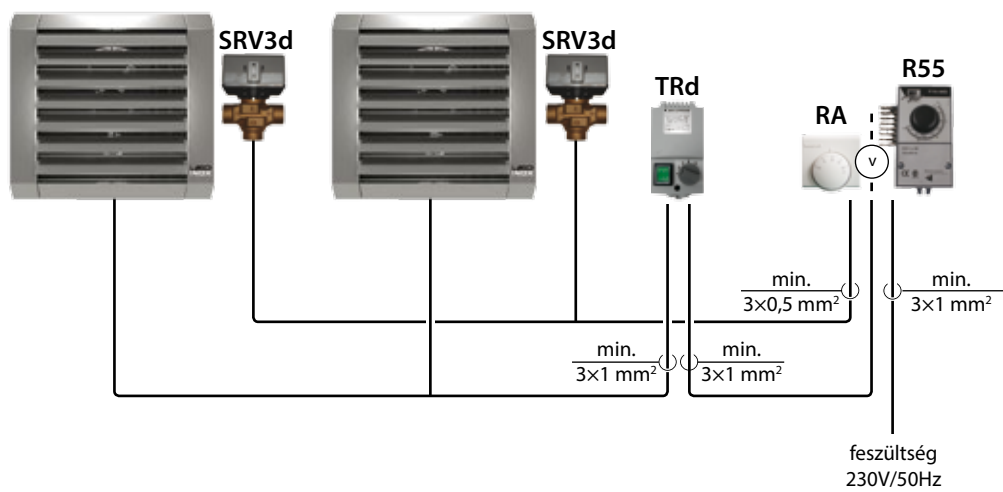 SRV3d
SRV3d
TRd
RA
R55
v
min.
3×0,5 mm²
min.
3×1 mm²
min.
3×1 mm²
min.
3×1 mm²
feszültség
230V/50Hz